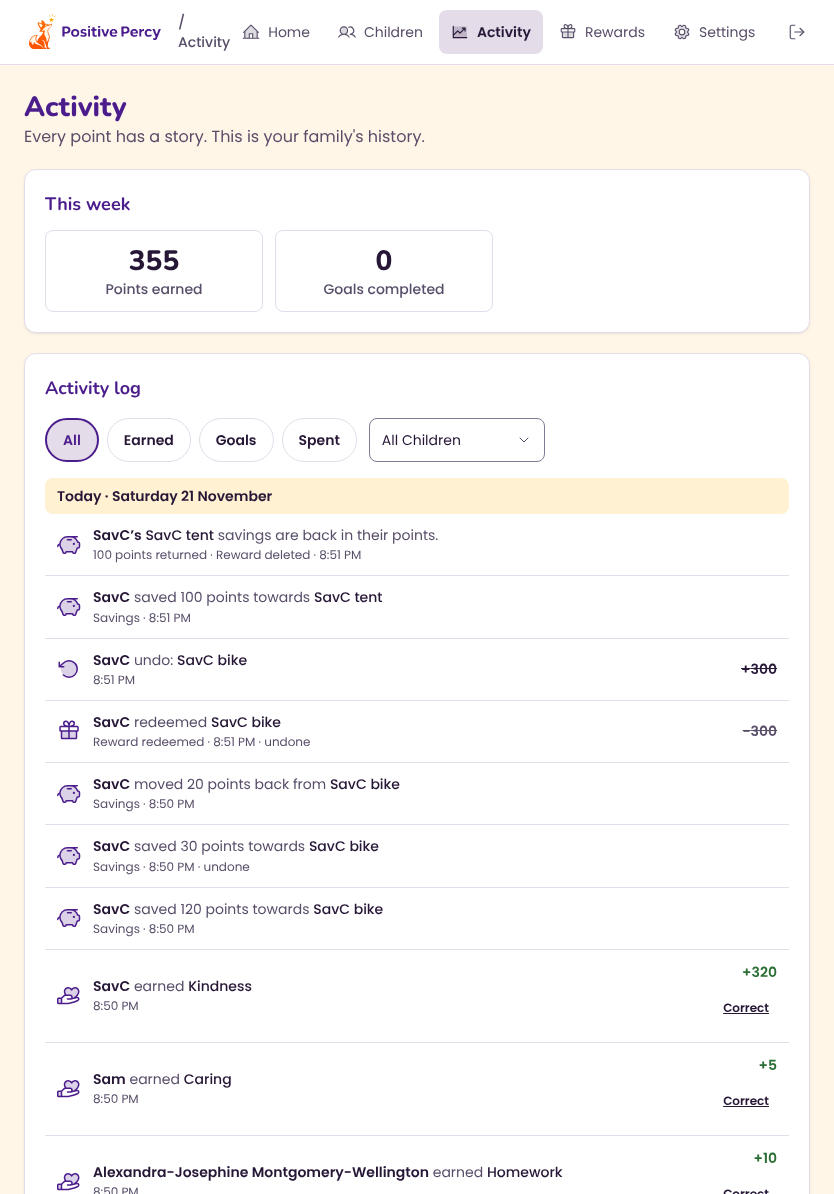 Positive Percy
/
Activity
Home
Children
Activity
Rewards
Settings
Activity
Every point has a story. This is your family's history.
This week
355
Points earned
0
Goals completed
Activity log
All
Earned
Goals
Spent
All Children
Today · Saturday 21 November
SavC’s SavC tent savings are back in their points.
100 points returned · Reward deleted · 8:51 PM
SavC saved 100 points towards SavC tent
Savings · 8:51 PM
SavC undo: SavC bike
+300
8:51 PM
SavC redeemed SavC bike
-300
Reward redeemed · 8:51 PM · undone
SavC moved 20 points back from SavC bike
Savings · 8:50 PM
SavC saved 30 points towards SavC bike
Savings · 8:50 PM · undone
SavC saved 120 points towards SavC bike
Savings · 8:50 PM
+320
SavC earned Kindness
8:50 PM
Correct
+5
Sam earned Caring
8:50 PM
Correct
+10
Alexandra-Josephine Montgomery-Wellington earned Homework
8:50 PM
Correct